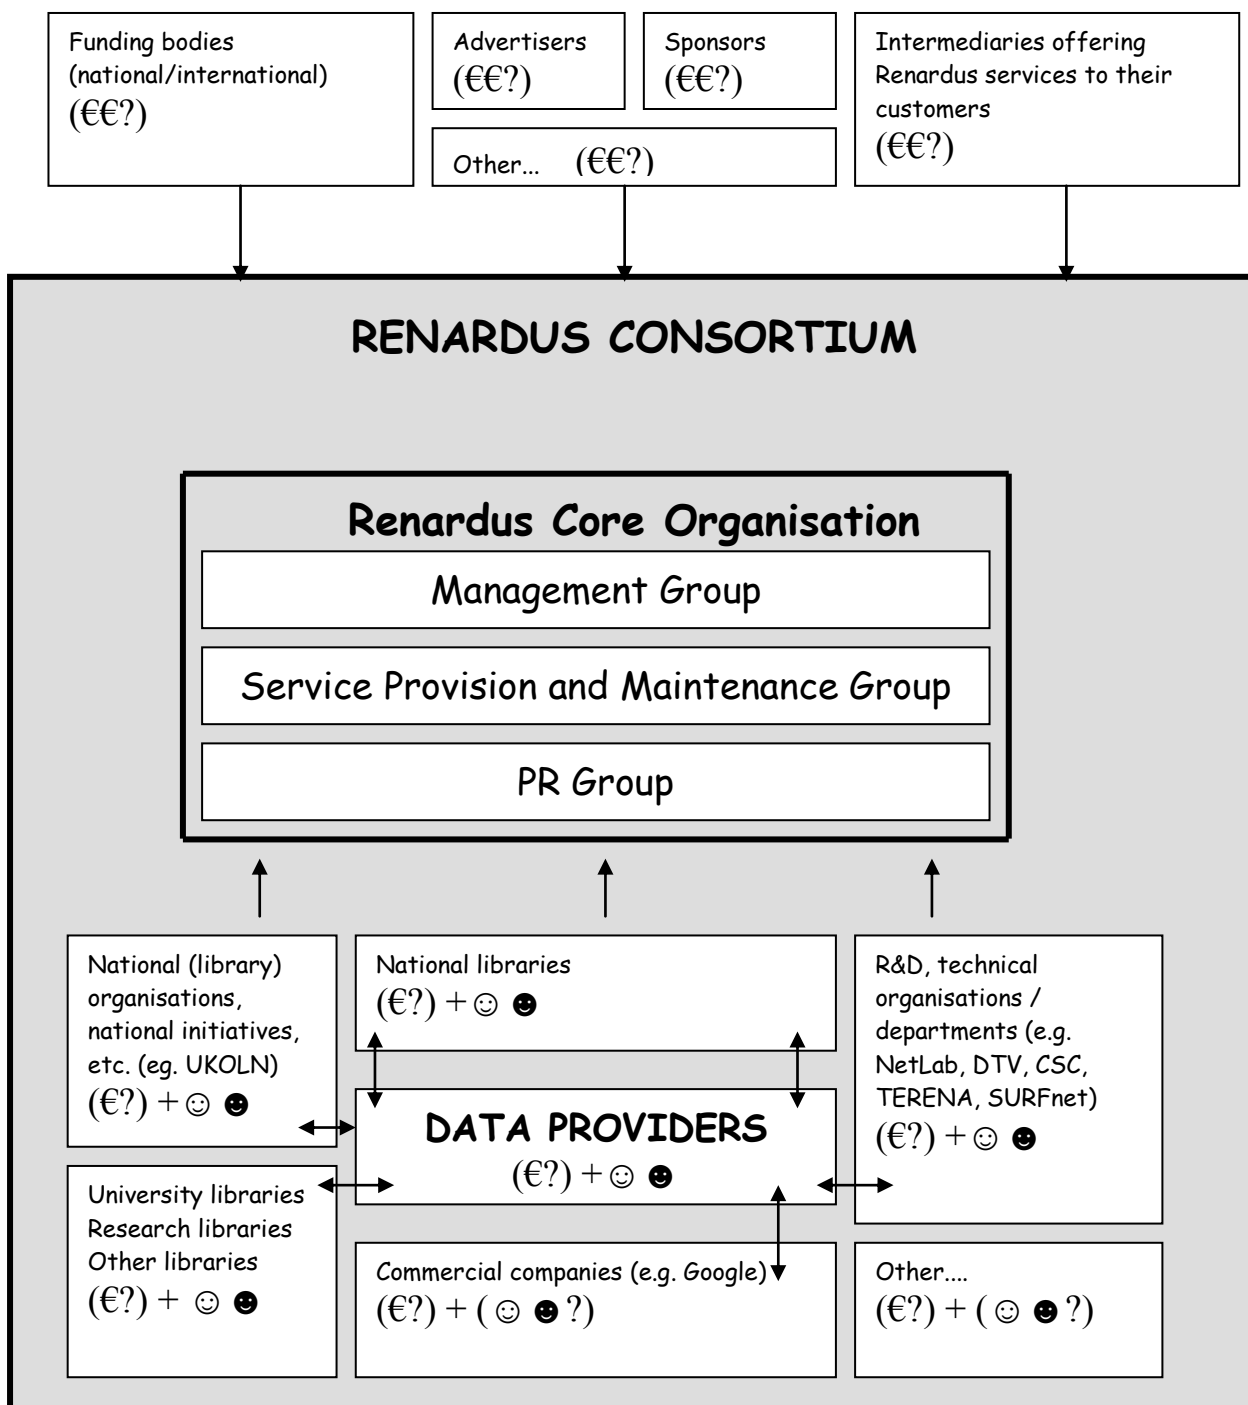 Funding bodies
(national/international)
(€€?)
Advertisers
(€€?)
Sponsors
(€€?)
Other... (€€?)
Intermediaries offering
Renardus services to their
customers
(€€?)
RENARDUS CONSORTIUM
Renardus Core Organisation
Management Group
Service Provision and Maintenance Group
PR Group
National (library)
organisations,
national initiatives,
etc. (eg. UKOLN)
(€?) + ☺ ☻
National libraries
(€?) + ☺ ☻
R&D, technical
organisations /
departments (e.g.
NetLab, DTV, CSC,
TERENA, SURFnet)
(€?) + ☺ ☻
DATA PROVIDERS
(€?) + ☺ ☻
University libraries
Research libraries
Other libraries
(€?) + ☺ ☻
Commercial companies (e.g. Google)
(€?) + ( ☺ ☻ ?)
Other....
(€?) + ( ☺ ☻ ?)